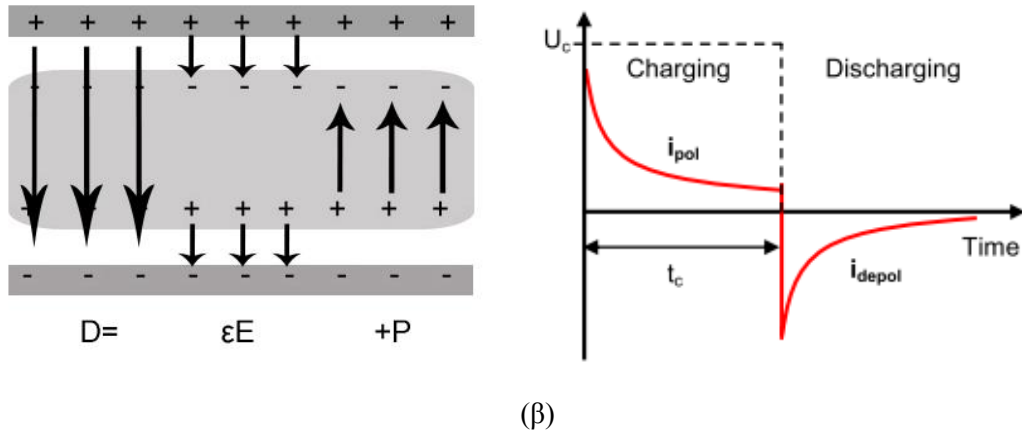 + + + + + + + + +
- - - - - - - - -
+ + + + + + + + +
- - - - - - - - -
D= εE +P
U_c
Charging Discharging
i_pol
Time
t_c
i_depol
(β)